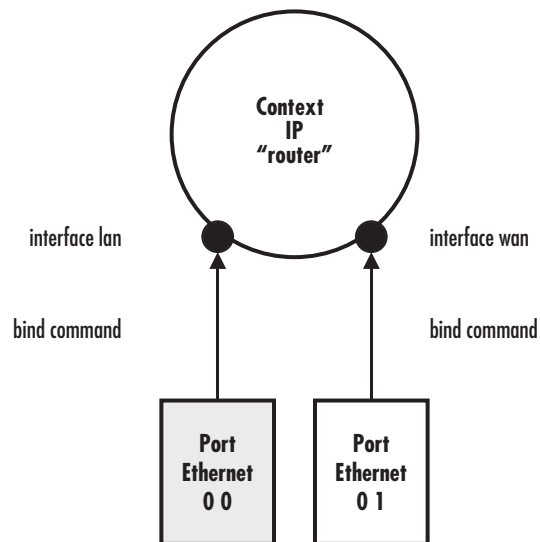 Context
IP
“router”
interface lan
interface wan
bind command
bind command
Port
Ethernet
0 0
Port
Ethernet
0 1